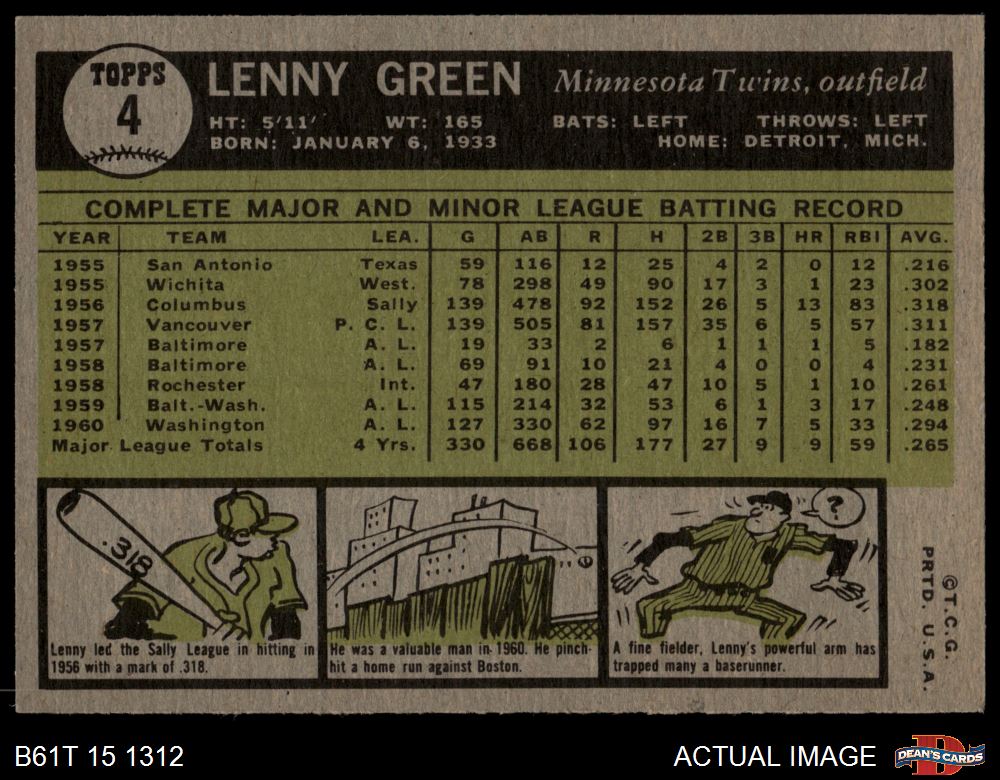 TOPPS
4
LENNY GREEN Minnesota Twins, outfield
HT: 5'11' WT: 165 BATS: LEFT THROWS: LEFT
BORN: JANUARY 6, 1933 HOME: DETROIT, MICH.
COMPLETE MAJOR AND MINOR LEAGUE BATTING RECORD
YEAR TEAM LEA. G AB R H 2B 3B HR RBI AVG.
1955 San Antonio Texas 59 116 12 25 4 2 0 12 .216
1955 Wichita West. 78 298 49 90 17 3 1 23 .302
1956 Columbus Sally 139 478 92 152 26 5 13 83 .318
1957 Vancouver P. C. L. 139 505 81 157 35 6 5 57 .311
1957 Baltimore A. L. 19 33 2 6 1 1 1 5 .182
1958 Baltimore A. L. 69 91 10 21 4 0 0 4 .231
1958 Rochester Int. 47 180 28 47 10 5 1 10 .261
1959 Balt.-Wash. A. L. 115 214 32 53 6 1 3 17 .248
1960 Washington A. L. 127 330 62 97 16 7 5 33 .294
Major League Totals 4 Yrs. 330 668 106 177 27 9 9 59 .265
.318
Lenny led the Sally League in hitting in
1956 with a mark of .318.
He was a valuable man in 1960. He pinch-
hit a home run against Boston.
?
A fine fielder, Lenny's powerful arm has
trapped many a baserunner.
©T.C.G.
PRTD. U.S.A.
B61T 15 1312 ACTUAL IMAGE
DEAN'S CARDS